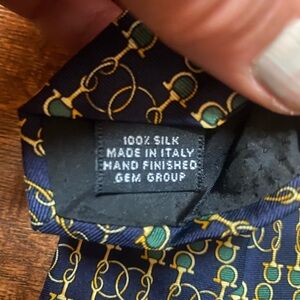 100% SILK
MADE IN ITALY
HAND FINISHED
GEM GROUP